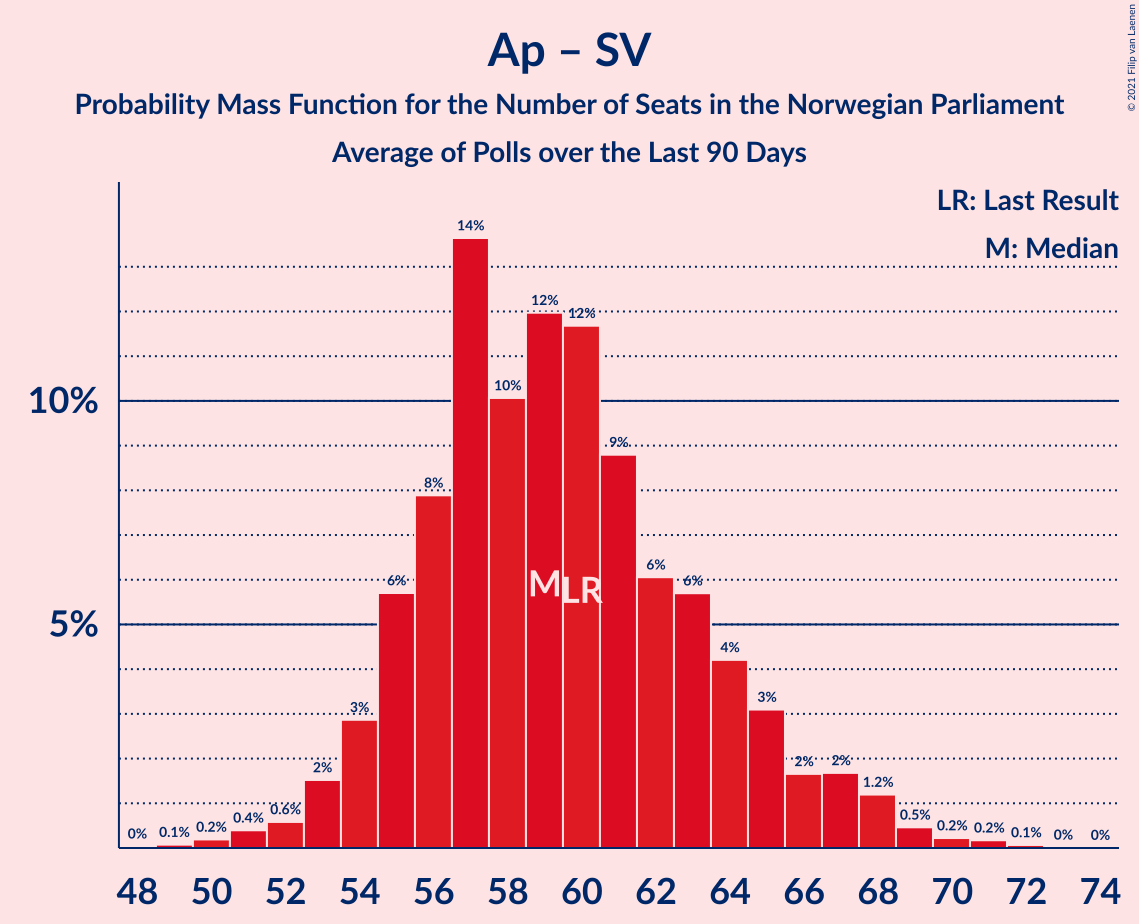 Ap – SV
Probability Mass Function for the Number of Seats in the Norwegian Parliament
Average of Polls over the Last 90 Days
© 2021 Filip van Laenen
LR: Last Result
M: Median
10%
5%
0% 0.1% 0.2% 0.4% 0.6% 2% 3% 6% 8% 14% 10% 12% 12% 9% 6% 6% 4% 3% 2% 2% 1.2% 0.5% 0.2% 0.2% 0.1% 0% 0%
M LR
48 50 52 54 56 58 60 62 64 66 68 70 72 74